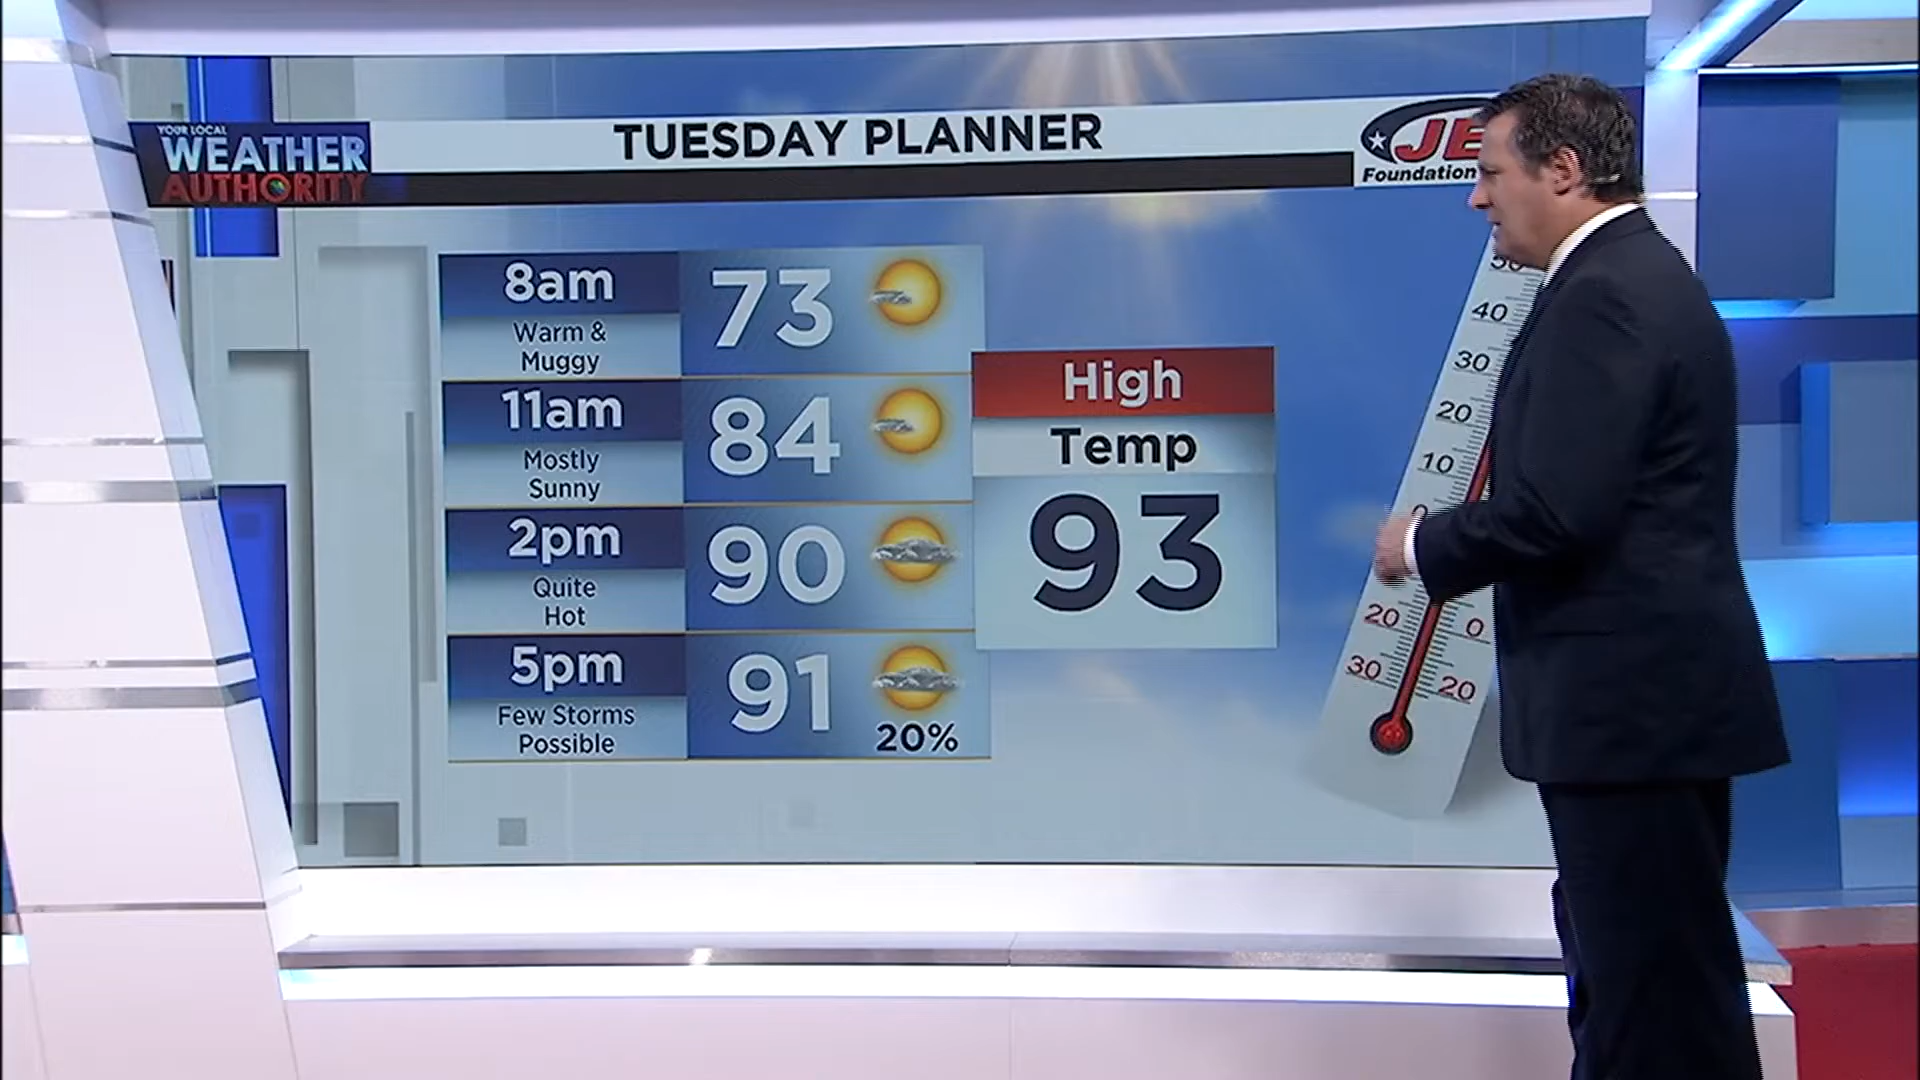 YOUR LOCAL
WEATHER
AUTHORITY
TUESDAY PLANNER
Foundation
8am
Warm &
Muggy
73
11am
Mostly
Sunny
84
2pm
Quite
Hot
90
5pm
Few Storms
Possible
91
20%
High
Temp
93
40
30
20
10
0
20
0
30
20